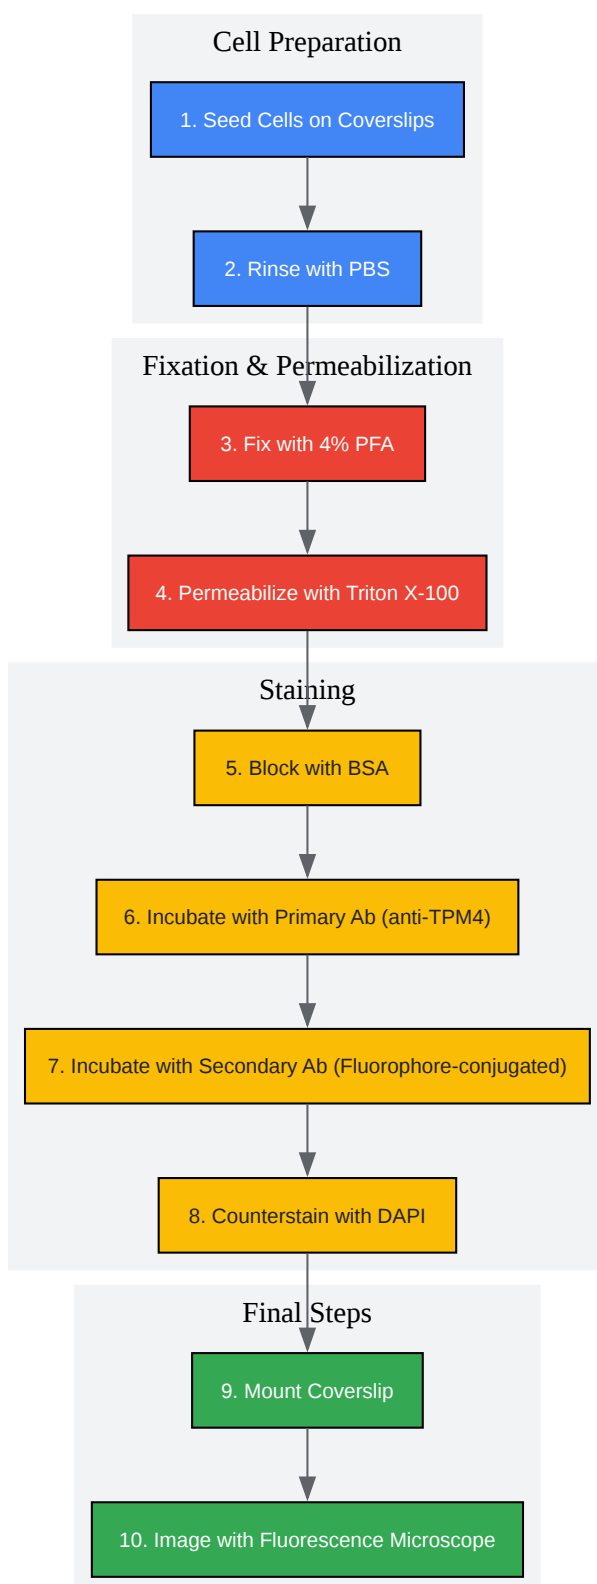 Cell Preparation
1. Seed Cells on Coverslips
2. Rinse with PBS
Fixation & Permeabilization
3. Fix with 4% PFA
4. Permeabilize with Triton X-100
Staining
5. Block with BSA
6. Incubate with Primary Ab (anti-TPM4)
7. Incubate with Secondary Ab (Fluorophore-conjugated)
8. Counterstain with DAPI
Final Steps
9. Mount Coverslip
10. Image with Fluorescence Microscope